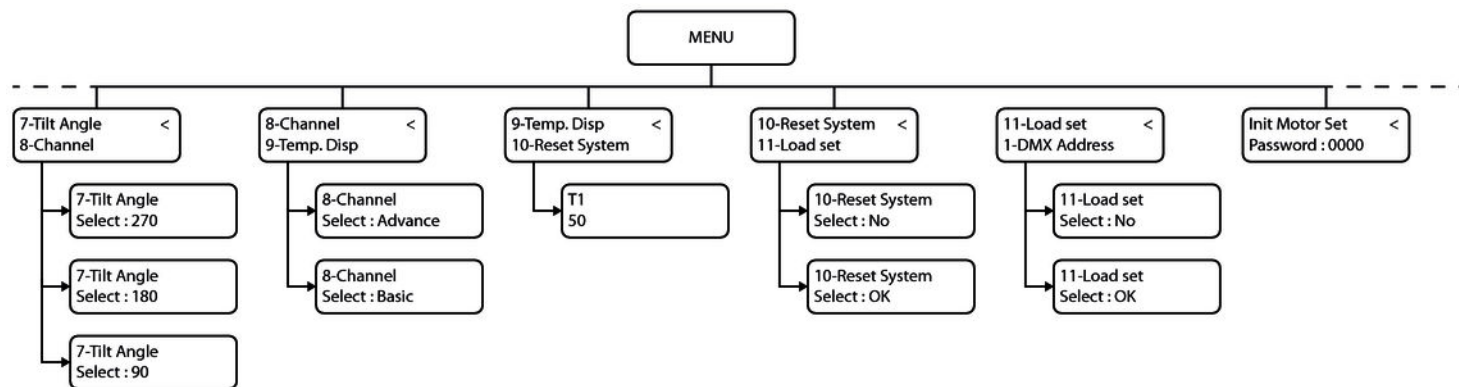 MENU
7-Tilt Angle <
8-Channel
8-Channel <
9-Temp. Disp
9-Temp. Disp <
10-Reset System
10-Reset System <
11-Load set
11-Load set <
1-DMX Address
Init Motor Set <
Password : 0000
7-Tilt Angle
Select : 270
7-Tilt Angle
Select : 180
7-Tilt Angle
Select : 90
8-Channel
Select : Advance
8-Channel
Select : Basic
T1
50
10-Reset System
Select : No
10-Reset System
Select : OK
11-Load set
Select : No
11-Load set
Select : OK